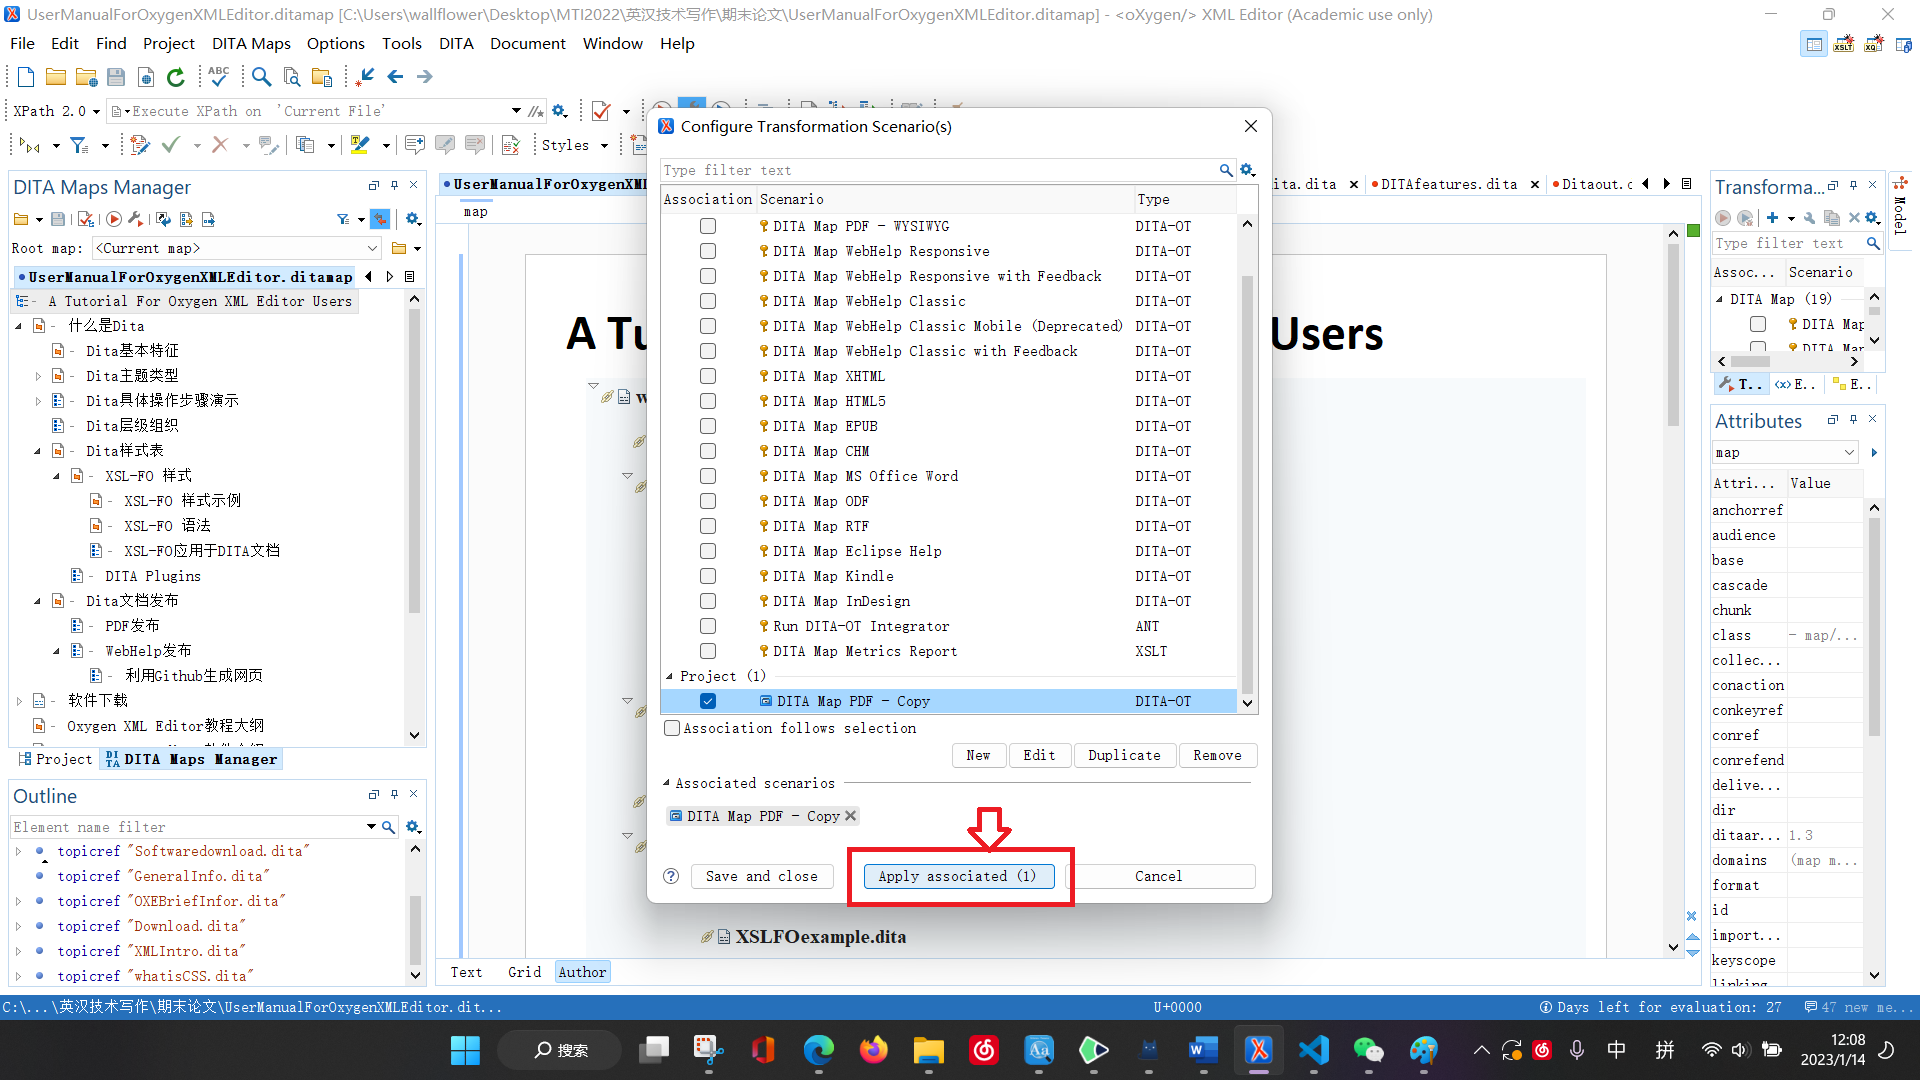 UserManualForOxygenXMLEditor.ditamap [C:\Users\wallflower\Desktop\MTI2022\英汉技术写作\期末论文\UserManualForOxygenXMLEditor.ditamap] - <oXygen/> XML Editor (Academic use only)
File Edit Find Project DITA Maps Options Tools DITA Document Window Help
XPath 2.0 Execute XPath on 'Current File'
Styles
DITA Maps Manager
Root map: <Current map>
UserManualForOxygenXMLEditor.ditamap
A Tutorial For Oxygen XML Editor Users
什么是Dita
Dita基本特征
Dita主题类型
Dita具体操作步骤演示
Dita层级组织
Dita样式表
XSL-FO 样式
XSL-FO 样式示例
XSL-FO 语法
XSL-FO应用于DITA文档
DITA Plugins
Dita文档发布
PDF发布
WebHelp发布
利用Github生成网页
软件下载
Oxygen XML Editor教程大纲
Project DITA Maps Manager
Outline
Element name filter
topicref "Softwaredownload.dita"
topicref "GeneralInfo.dita"
topicref "OXEBriefInfor.dita"
topicref "Download.dita"
topicref "XMLIntro.dita"
topicref "whatisCSS.dita"
UserManualForOxygenXML
ita.dita DITAfeatures.dita Ditaout.
map
A Tu
Users
XSLFOexample.dita
Text Grid Author
Configure Transformation Scenario(s)
Type filter text
Association Scenario Type
DITA Map PDF - WYSIWYG DITA-OT
DITA Map WebHelp Responsive DITA-OT
DITA Map WebHelp Responsive with Feedback DITA-OT
DITA Map WebHelp Classic DITA-OT
DITA Map WebHelp Classic Mobile (Deprecated) DITA-OT
DITA Map WebHelp Classic with Feedback DITA-OT
DITA Map XHTML DITA-OT
DITA Map HTML5 DITA-OT
DITA Map EPUB DITA-OT
DITA Map CHM DITA-OT
DITA Map MS Office Word DITA-OT
DITA Map ODF DITA-OT
DITA Map RTF DITA-OT
DITA Map Eclipse Help DITA-OT
DITA Map Kindle DITA-OT
DITA Map InDesign DITA-OT
Run DITA-OT Integrator ANT
DITA Map Metrics Report XSLT
Project (1)
DITA Map PDF - Copy DITA-OT
Association follows selection
New Edit Duplicate Remove
Associated scenarios
DITA Map PDF - Copy
Save and close Apply associated (1) Cancel
Transforma...
Type filter text
Assoc... Scenario
DITA Map (19)
DITA Map
DITA Map
T.. E.. E..
Model
Attributes
map
Attri... Value
anchorref
audience
base
cascade
chunk
class - map/...
collec...
conaction
conkeyref
conref
conrefend
delive...
dir
ditaar... 1.3
domains (map m...
format
id
import...
keyscope
linking
C:\...\英汉技术写作\期末论文\UserManualForOxygenXMLEditor.dit... U+0000 Days left for evaluation: 27 47 new me...
搜索
中 拼
12:08
2023/1/14